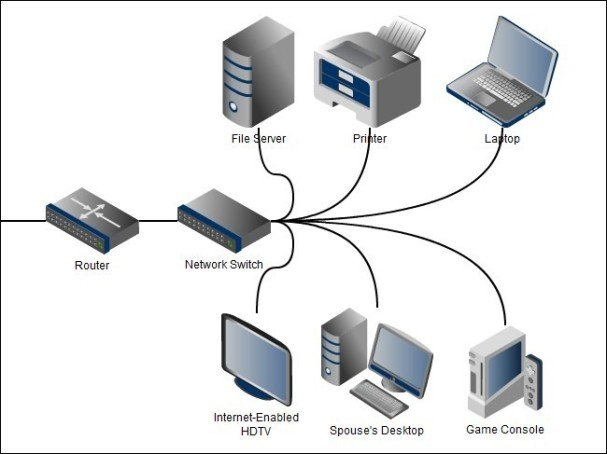 File Server
Printer
Laptop
Router
Network Switch
Internet-Enabled
HDTV
Spouse's Desktop
Game Console